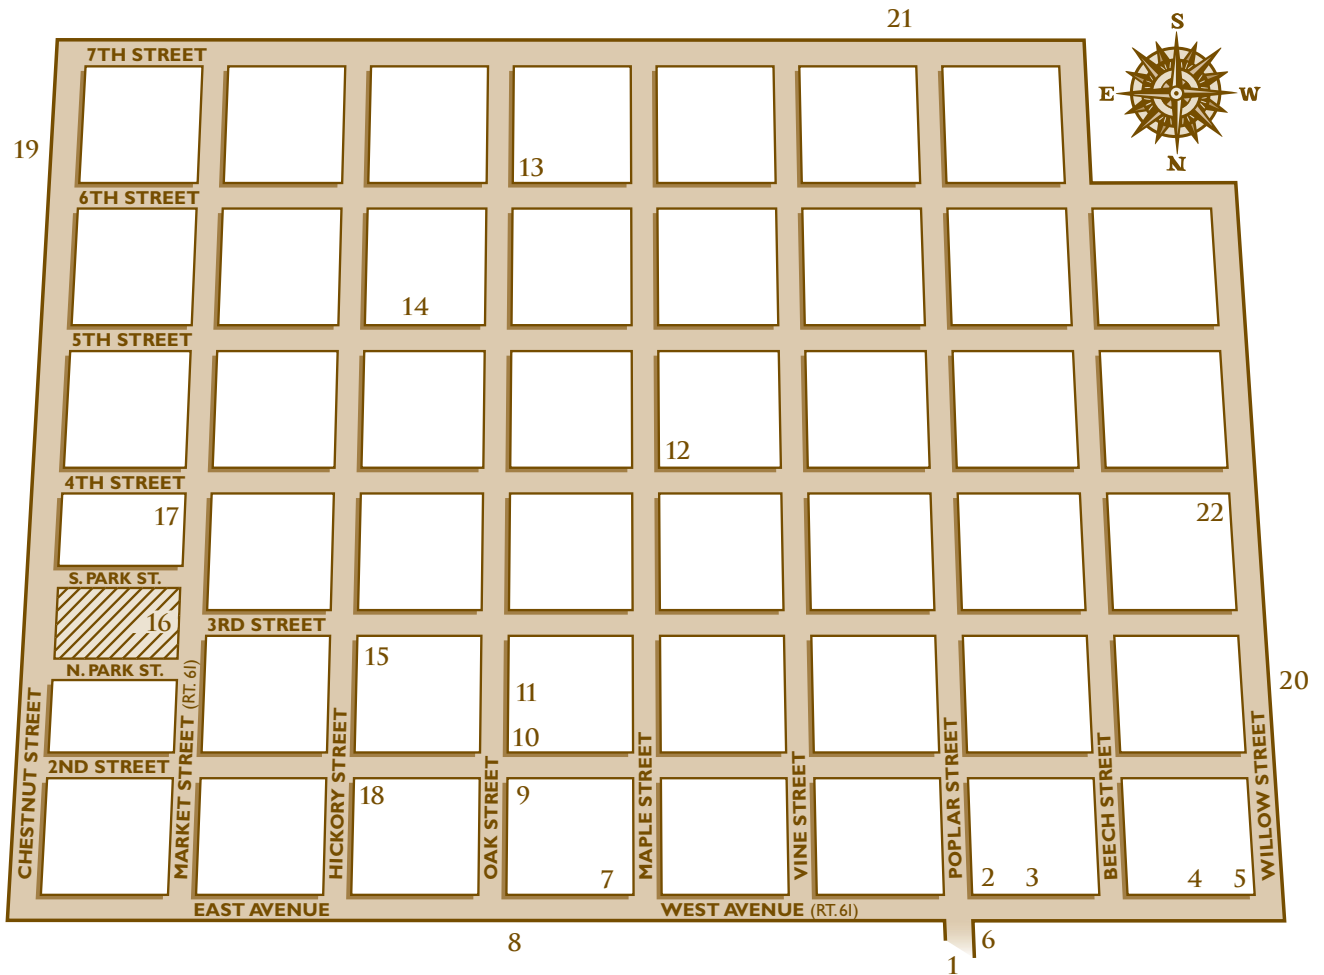 21
S
7TH STREET
E
W
19
13
N
6TH STREET
14
5TH STREET
12
4TH STREET
17
22
S. PARK ST.
16
3RD STREET
15
N. PARK ST.
20
11
10
2ND STREET
18
9
7
2
3
4
5
CHESTNUT STREET
MARKET STREET (RT. 61)
HICKORY STREET
OAK STREET
MAPLE STREET
VINE STREET
POPLAR STREET
BEECH STREET
WILLOW STREET
EAST AVENUE
WEST AVENUE (RT.61)
8
6
1